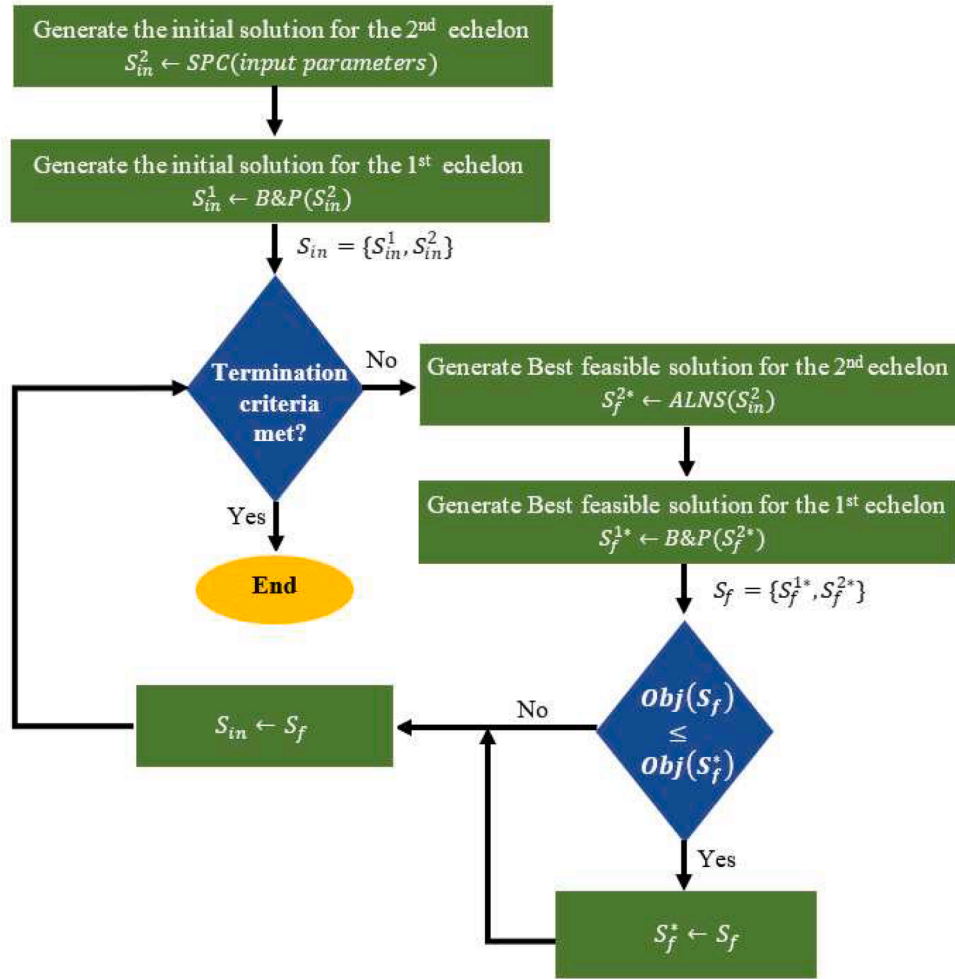 Generate the initial solution for the 2nd echelon
S_in^2 ← SPC(input parameters)
Generate the initial solution for the 1st echelon
S_in^1 ← B&P(S_in^2)
S_in = {S_in^1, S_in^2}
Termination
criteria
met?
No
Yes
End
Generate Best feasible solution for the 2nd echelon
S_f^2* ← ALNS(S_in^2)
Generate Best feasible solution for the 1st echelon
S_f^1* ← B&P(S_f^2*)
S_f = {S_f^1*, S_f^2*}
Obj(S_f)
≤
Obj(S_f^*)
No
Yes
S_in ← S_f
S_f^* ← S_f